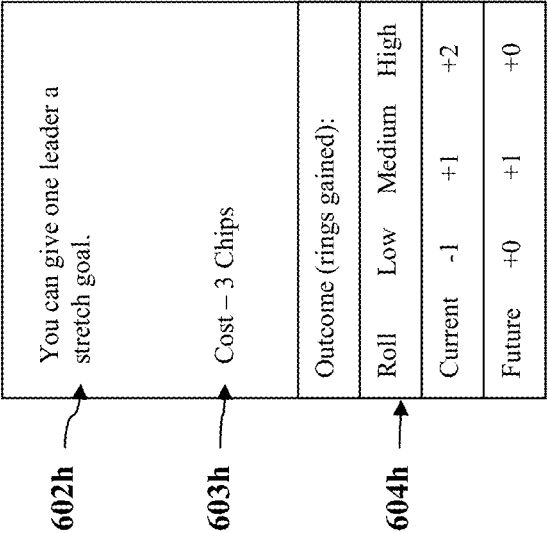 602h
You can give one leader a
stretch goal.
603h
Cost – 3 Chips
Outcome (rings gained):
604h
Roll Low Medium High
Current -1 +1 +2
Future +0 +1 +0